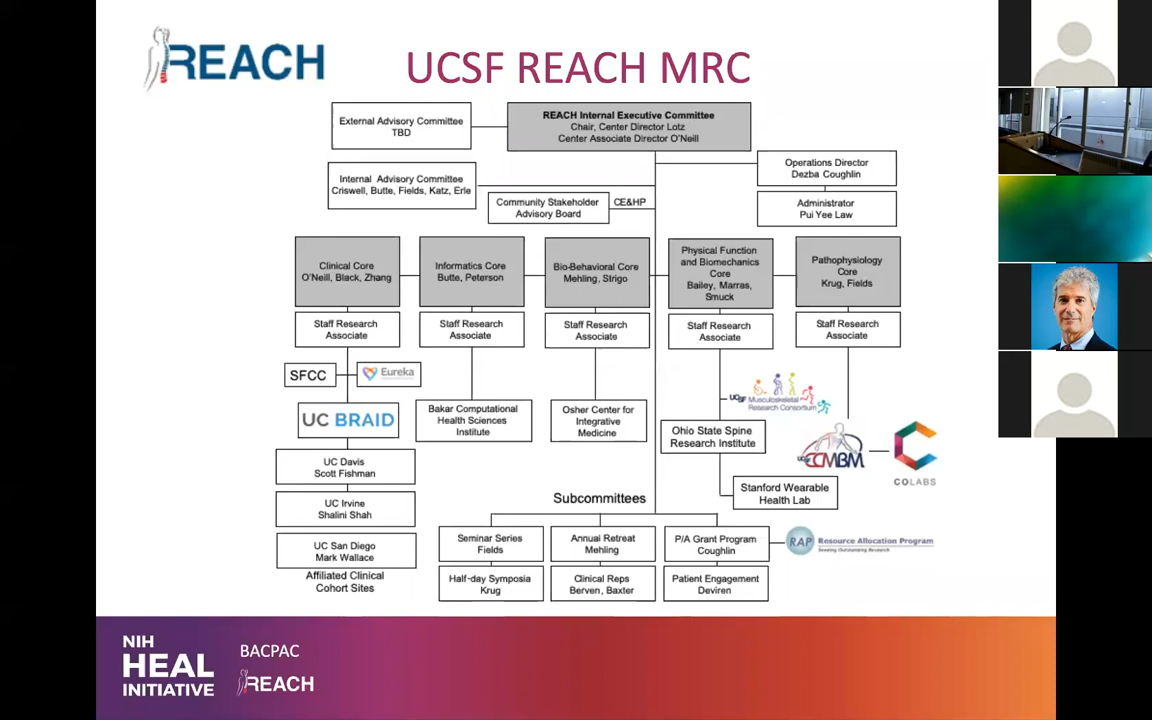 REACH
UCSF REACH MRC
External Advisory Committee
TBD
REACH Internal Executive Committee
Chair, Center Director Lotz
Center Associate Director O'Neill
Internal Advisory Committee
Criswell, Butte, Fields, Katz, Erle
Community Stakeholder
Advisory Board
CE&HP
Operations Director
Dezba Coughlin
Administrator
Pui Yee Law
Clinical Core
O'Neill, Black, Zhang
Informatics Core
Butte, Peterson
Bio-Behavioral Core
Mehling, Strigo
Physical Function
and Biomechanics
Core
Bailey, Marras,
Smuck
Pathophysiology
Core
Krug, Fields
Staff Research
Associate
Staff Research
Associate
Staff Research
Associate
Staff Research
Associate
Staff Research
Associate
SFCC
Eureka
UC BRAID
UC Davis
Scott Fishman
UC Irvine
Shalini Shah
UC San Diego
Mark Wallace
Affiliated Clinical
Cohort Sites
Bakar Computational
Health Sciences
Institute
Osher Center for
Integrative
Medicine
UCSF Musculoskeletal
Research Consortium
Ohio State Spine
Research Institute
Stanford Wearable
Health Lab
UCSF CCMBM
COLABS
Subcommittees
Seminar Series
Fields
Annual Retreat
Mehling
P/A Grant Program
Coughlin
RAP Resource Allocation Program
Seeding Outstanding Research
Half-day Symposia
Krug
Clinical Reps
Berven, Baxter
Patient Engagement
Deviren
NIH
HEAL
INITIATIVE
BACPAC
REACH